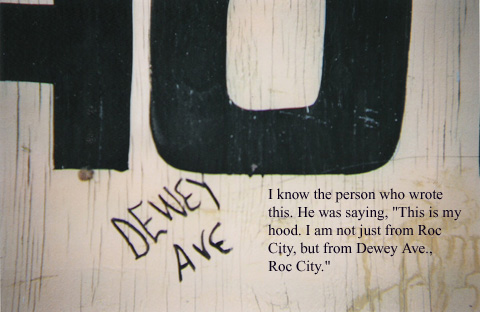 HO
DEWEY
AVE
I know the person who wrote
this. He was saying, "This is my
hood. I am not just from Roc
City, but from Dewey Ave.,
Roc City."